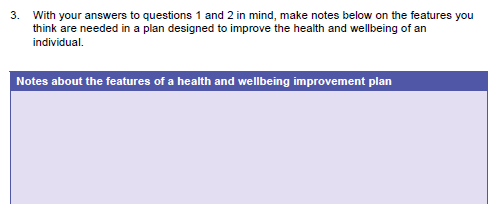 3. With your answers to questions 1 and 2 in mind, make notes below on the features you
think are needed in a plan designed to improve the health and wellbeing of an
individual.
Notes about the features of a health and wellbeing improvement plan